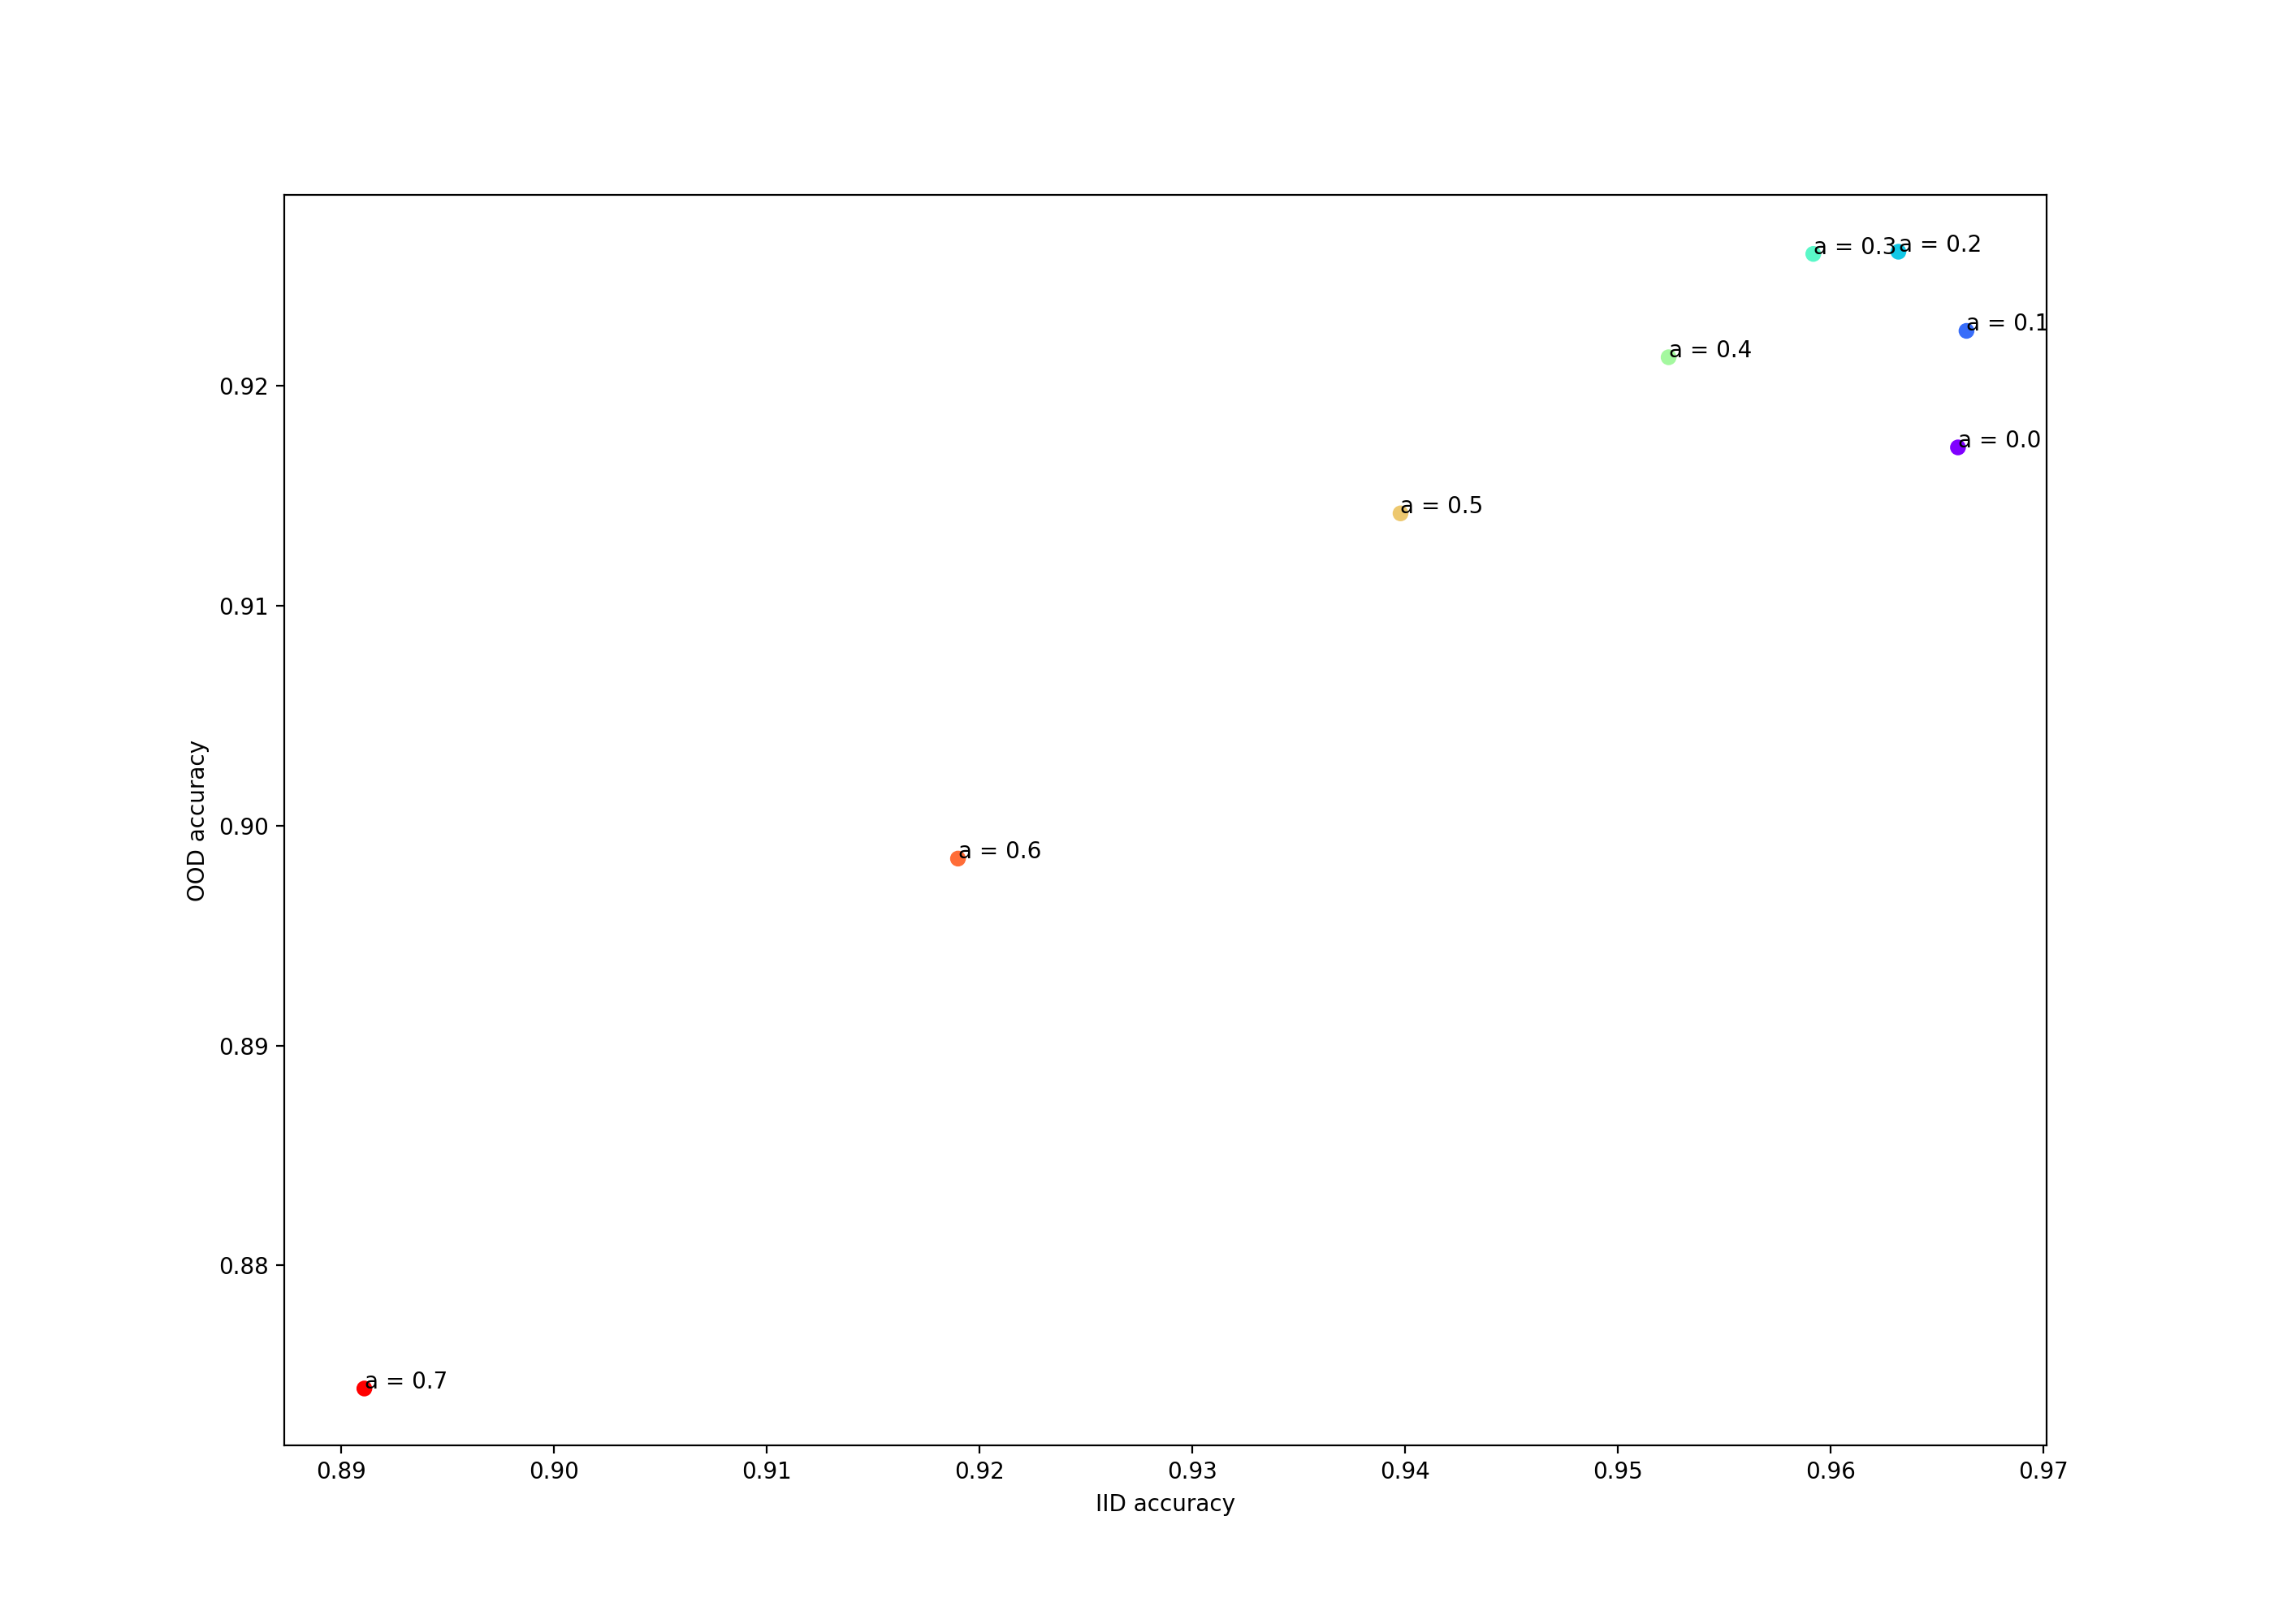 a = 0.3
a = 0.2
a = 0.1
a = 0.4
0.92
a = 0.0
a = 0.5
0.91
OOD accuracy
0.90
a = 0.6
0.89
0.88
a = 0.7
0.89 0.90 0.91 0.92 0.93 0.94 0.95 0.96 0.97
IID accuracy